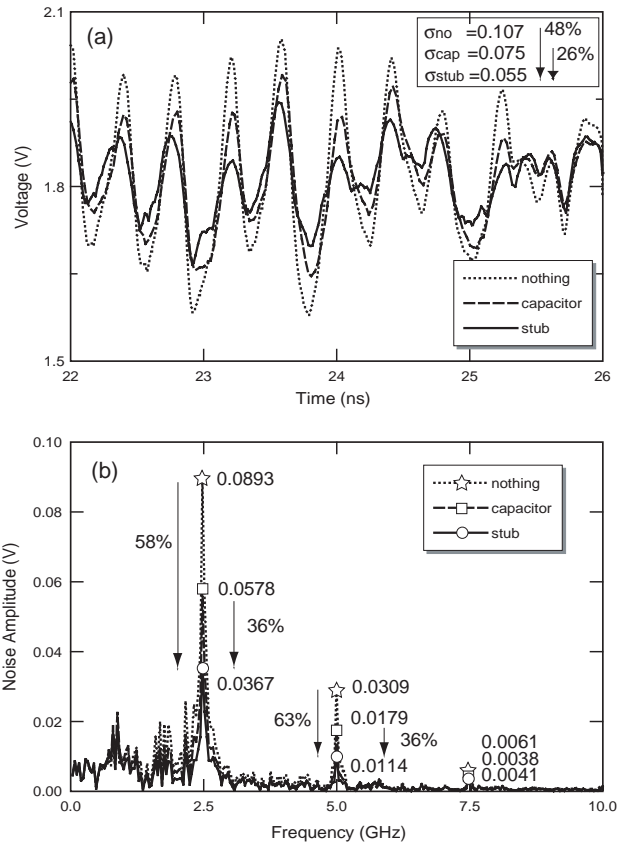 2.1
(a)
σno =0.107
48%
σcap =0.075
26%
σstub =0.055
Voltage (V)
1.8
nothing
capacitor
stub
1.5
22 23 24 25 26
Time (ns)
0.10
(b)
0.0893
nothing
capacitor
stub
0.08
58%
Noise Amplitude (V)
0.06
0.0578
36%
0.04
0.0367
0.0309
63%
0.02
0.0179
36%
0.0114
0.0061
0.0038
0.0041
0.00
0.0 2.5 5.0 7.5 10.0
Frequency (GHz)